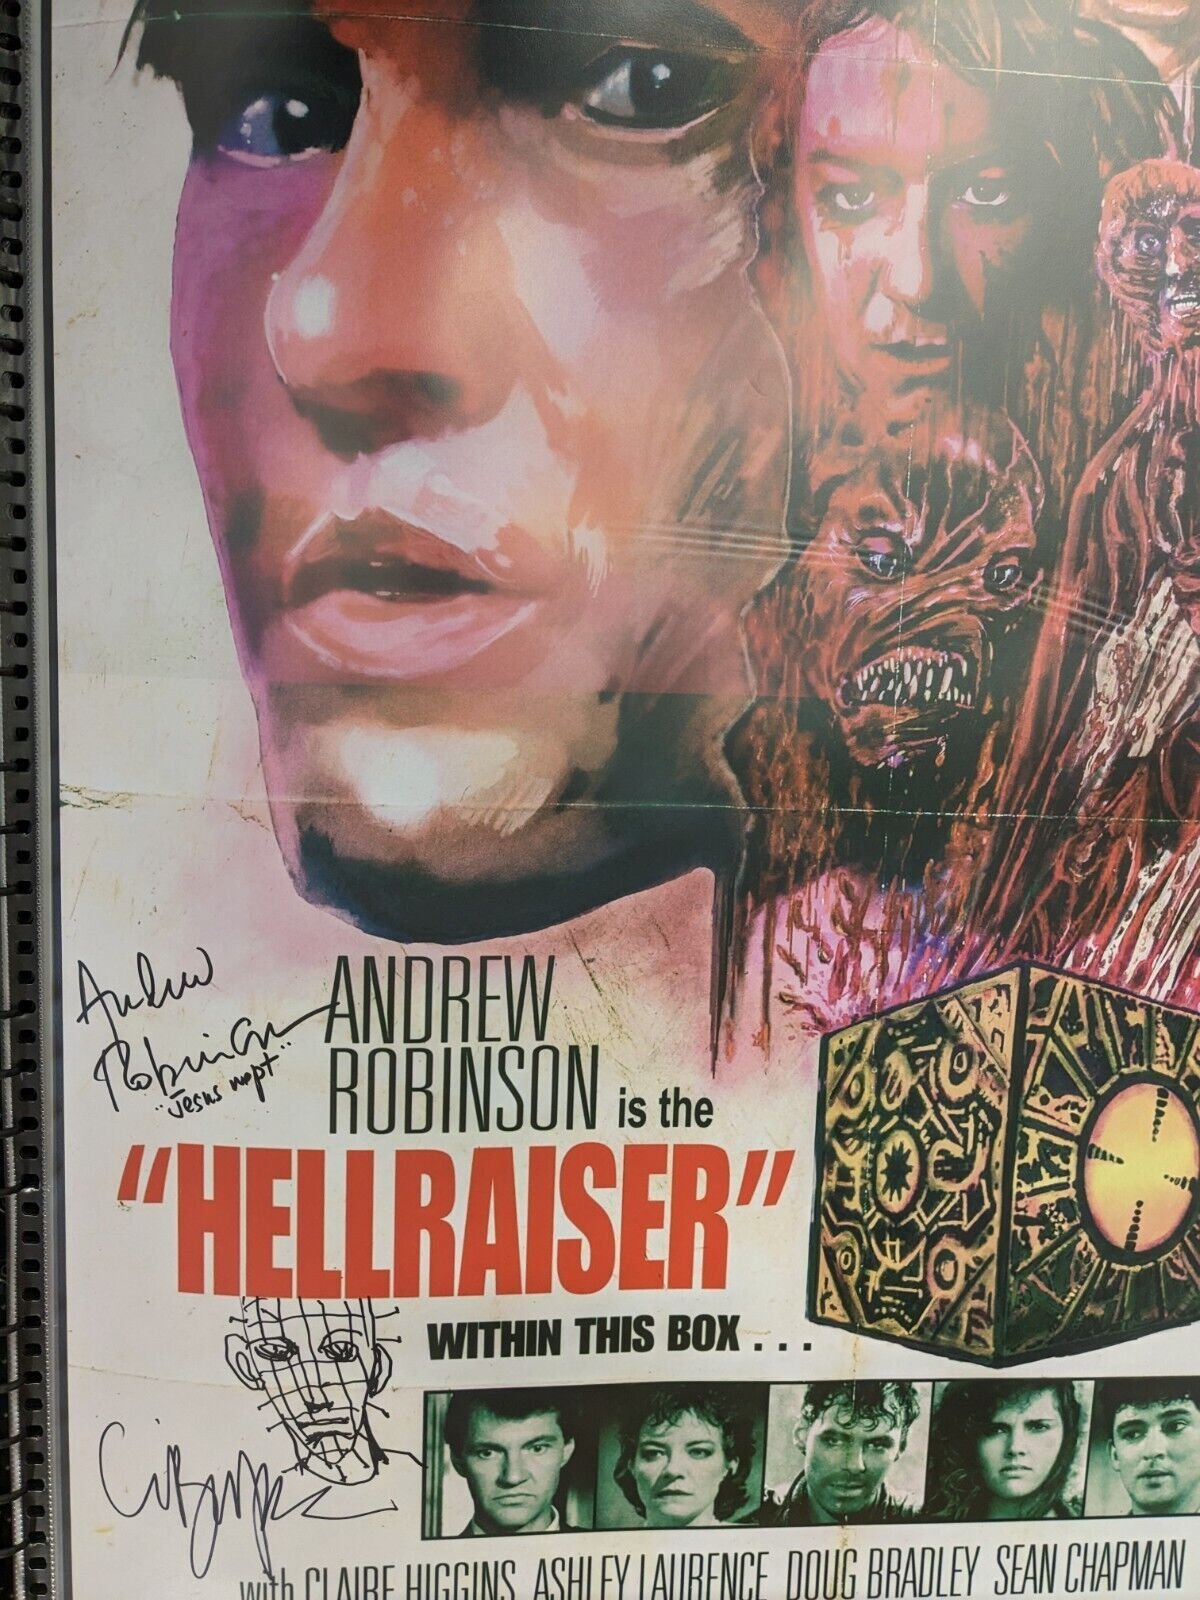 Andrew
Robinson
"Jesus wept"
ANDREW
ROBINSON is the
"HELLRAISER"
WITHIN THIS BOX . . .
with CLAIRE HIGGINS ASHLEY LAURENCE DOUG BRADLEY SEAN CHAPMAN